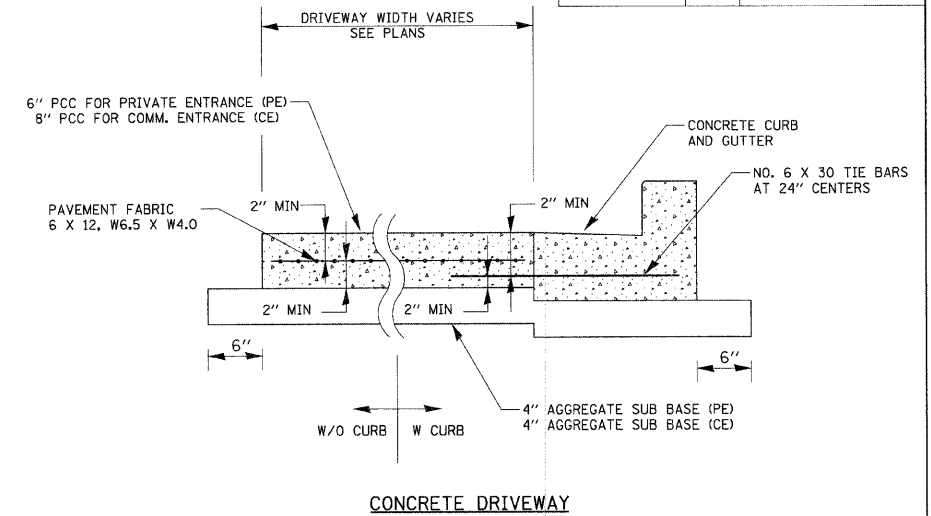 DRIVEWAY WIDTH VARIES
SEE PLANS
6" PCC FOR PRIVATE ENTRANCE (PE)
8" PCC FOR COMM. ENTRANCE (CE)
CONCRETE CURB
AND GUTTER
NO. 6 X 30 TIE BARS
AT 24" CENTERS
PAVEMENT FABRIC
6 X 12, W6.5 X W4.0
2" MIN
2" MIN
2" MIN
2" MIN
6"
6"
4" AGGREGATE SUB BASE (PE)
4" AGGREGATE SUB BASE (CE)
W/O CURB
W CURB
CONCRETE DRIVEWAY